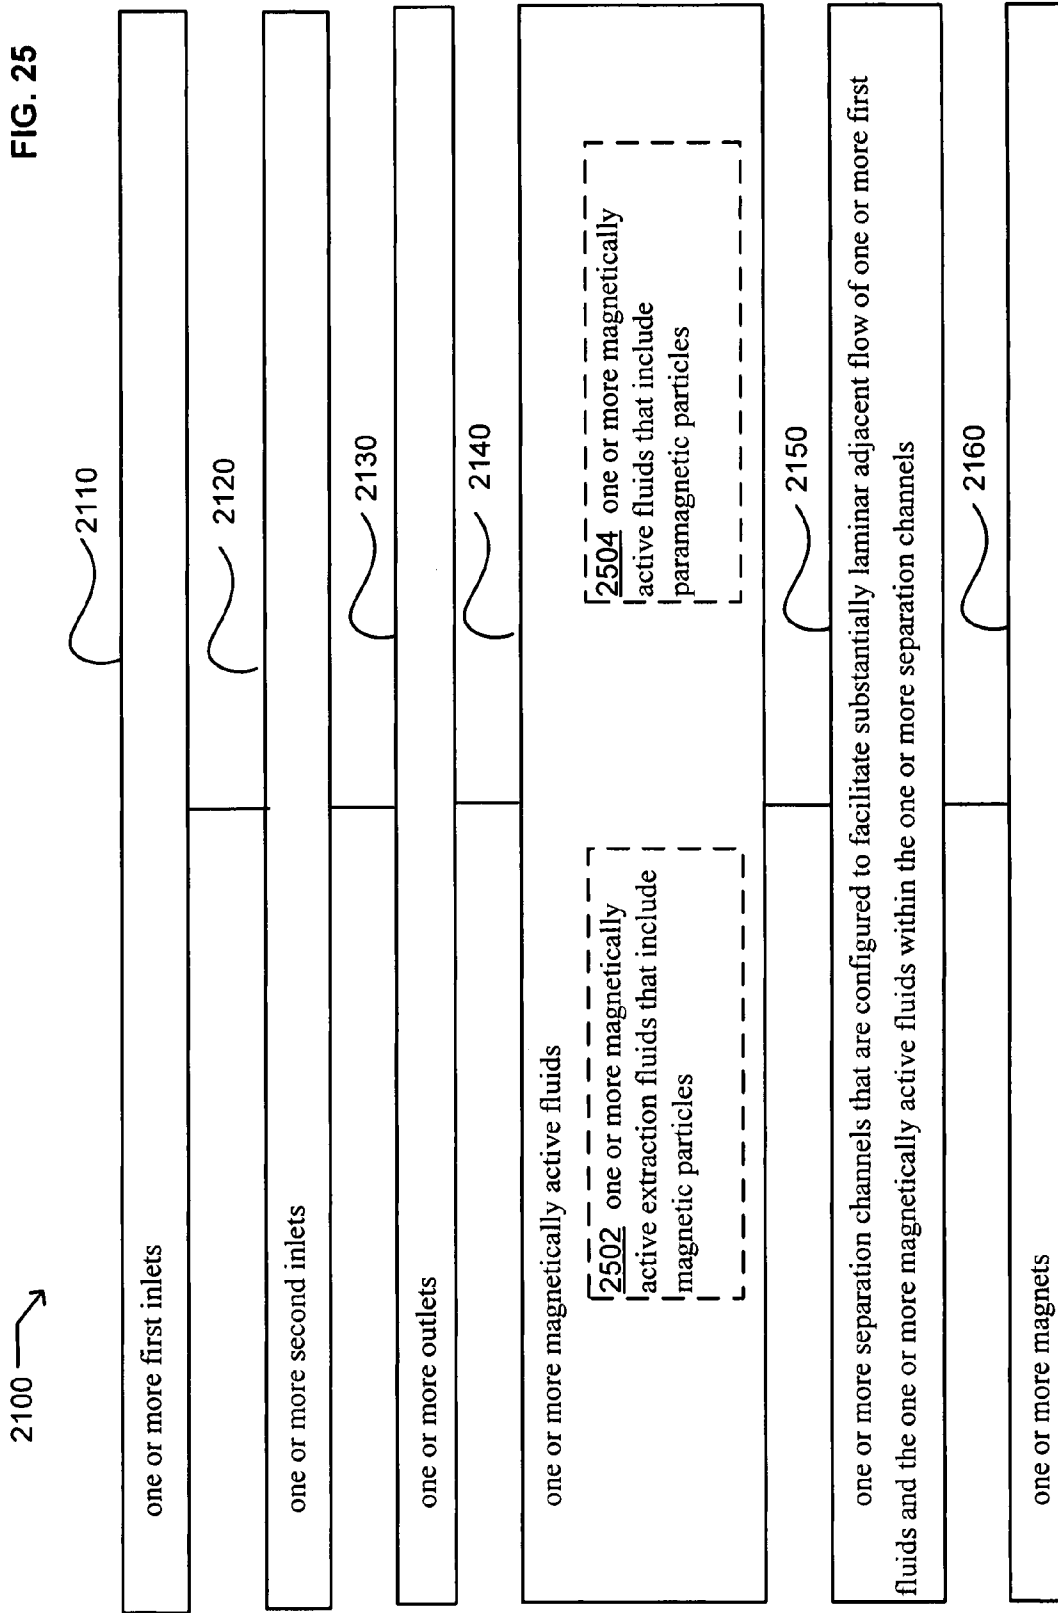 FIG. 25
2100
2110
one or more first inlets
2120
one or more second inlets
2130
one or more outlets
2140
one or more magnetically active fluids
2502 one or more magnetically
active extraction fluids that include
magnetic particles
2504 one or more magnetically
active fluids that include
paramagnetic particles
2150
one or more separation channels that are configured to facilitate substantially laminar adjacent flow of one or more first
fluids and the one or more magnetically active fluids within the one or more separation channels
2160
one or more magnets